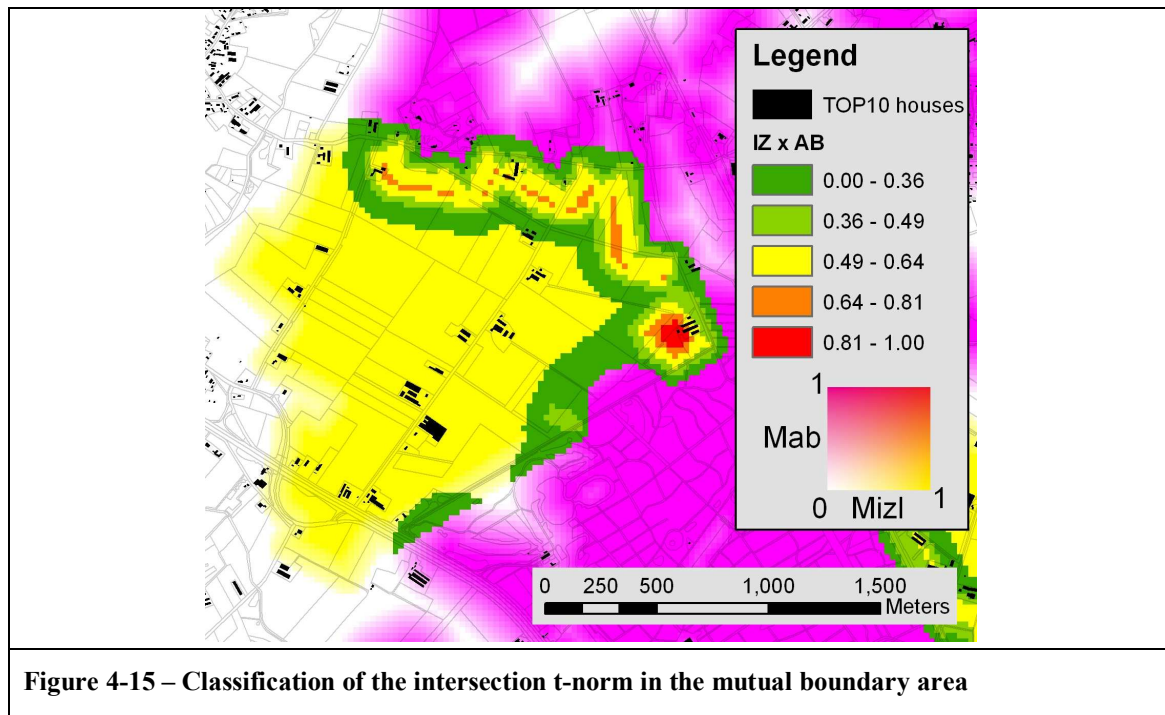 Legend
TOP10 houses
IZ x AB
0.00 - 0.36
0.36 - 0.49
0.49 - 0.64
0.64 - 0.81
0.81 - 1.00
1
Mab
0 Mizl 1
0 250 500 1,000 1,500
Meters
Figure 4-15 – Classification of the intersection t-norm in the mutual boundary area